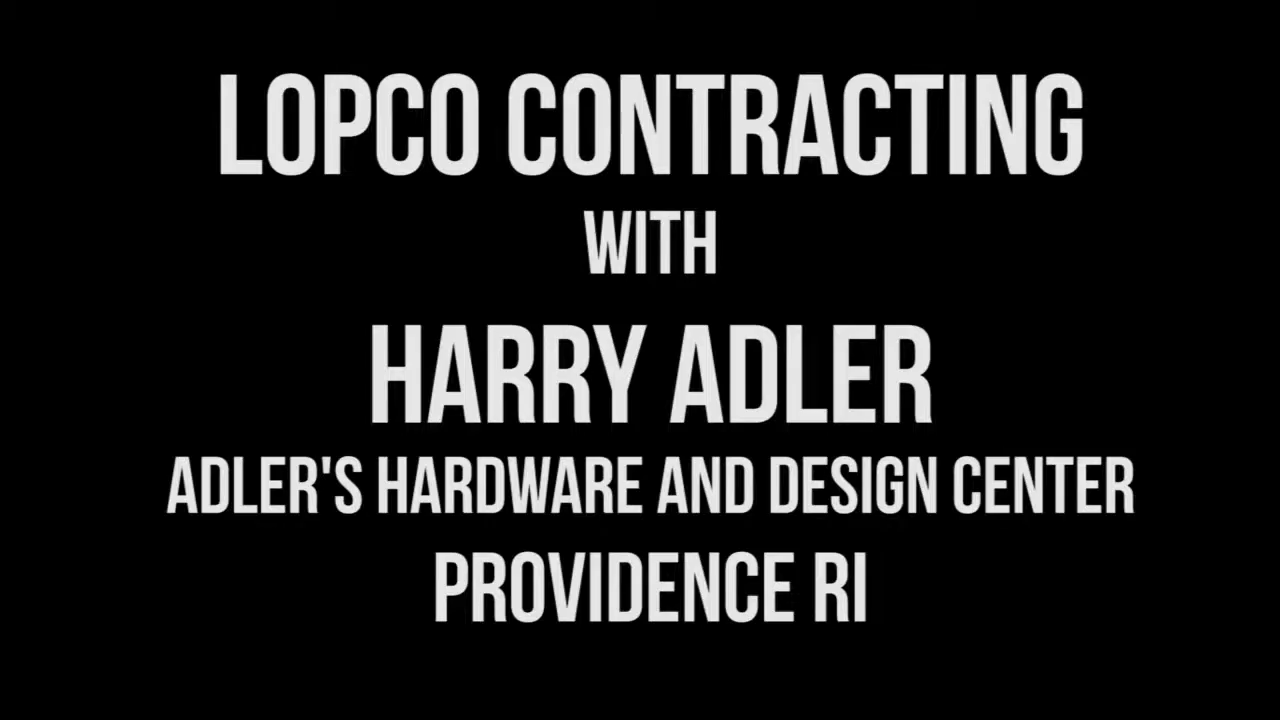 LOPCO CONTRACTING
WITH
HARRY ADLER
ADLER'S HARDWARE AND DESIGN CENTER
PROVIDENCE RI